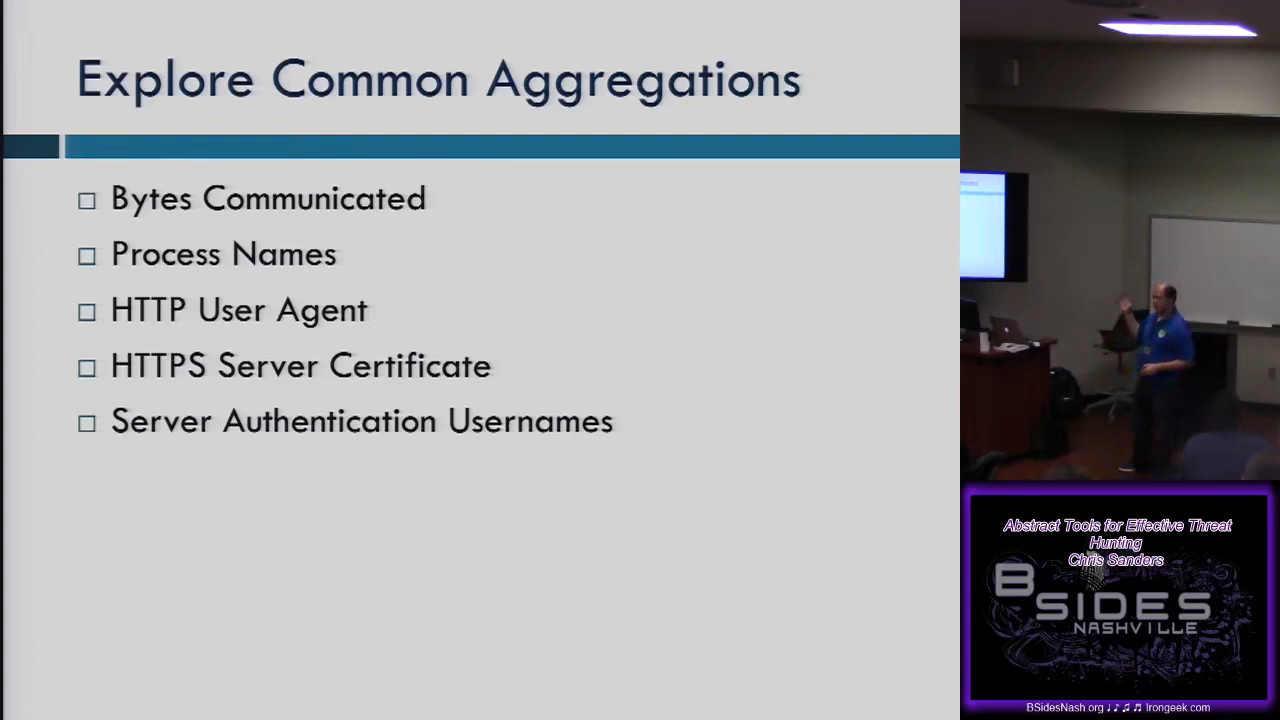 Explore Common Aggregations
Bytes Communicated
Process Names
HTTP User Agent
HTTPS Server Certificate
Server Authentication Usernames
Abstract Tools for Effective Threat
Hunting
Chris Sanders
BSIDES
NASHVILLE
BSidesNash.org ♩ ♪ ♫ ♬ Irongeek.com